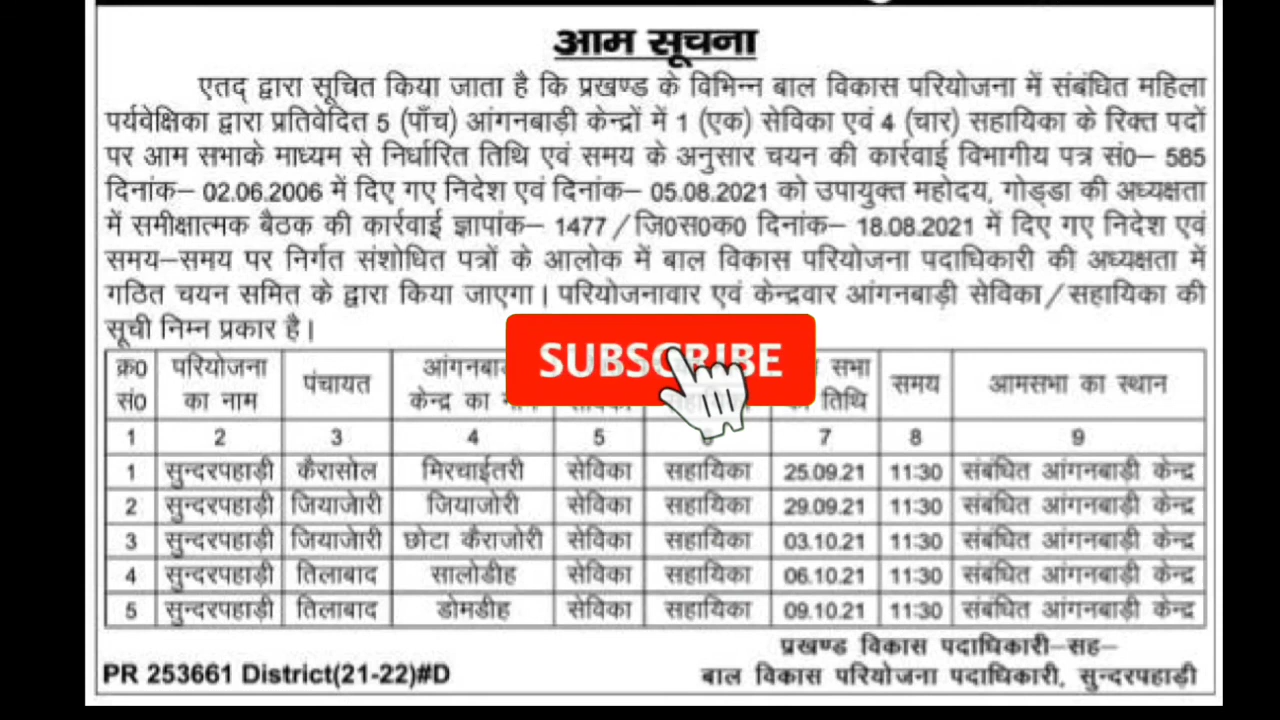 आम सूचना
एतद् द्वारा सूचित किया जाता है कि प्रखण्ड के विभिन्न बाल विकास परियोजना में संबंधित महिला
पर्यवेक्षिका द्वारा प्रतिवेदित 5 (पाँच) आंगनबाड़ी केन्द्रों में 1 (एक) सेविका एवं 4 (चार) सहायिका के रिक्त पदों
पर आम सभाके माध्यम से निर्धारित तिथि एवं समय के अनुसार चयन की कार्रवाई विभागीय पत्र सं0– 585
दिनांक– 02.06.2006 में दिए गए निदेश एवं दिनांक– 05.08.2021 को उपायुक्त महोदय, गोड्डा की अध्यक्षता
में समीक्षात्मक बैठक की कार्रवाई ज्ञापांक– 1477/जि0स0क0 दिनांक– 18.08.2021 में दिए गए निदेश एवं
समय–समय पर निर्गत संशोधित पत्रों के आलोक में बाल विकास परियोजना पदाधिकारी की अध्यक्षता में
गठित चयन समित के द्वारा किया जाएगा। परियोजनावार एवं केन्द्रवार आंगनबाड़ी सेविका/सहायिका की
सूची निम्न प्रकार है।
SUBSCRIBE
क्र0 परियोजना पंचायत सभा समय आमसभा का स्थान
सं0 का नाम केन्द्र का तिथि
1 2 3 4 5 6 7 8 9
1 सुन्दरपहाड़ी कैरासोल मिरचाईतरी सेविका सहायिका 25.09.21 11:30 संबंधित आंगनबाड़ी केन्द्र
2 सुन्दरपहाड़ी जियाजेारी जियाजोरी सेविका सहायिका 29.09.21 11:30 संबंधित आंगनबाड़ी केन्द्र
3 सुन्दरपहाड़ी जियाजेारी छोटा कैराजोरी सेविका सहायिका 03.10.21 11:30 संबंधित आंगनबाड़ी केन्द्र
4 सुन्दरपहाड़ी तिलाबाद सालोडीह सेविका सहायिका 06.10.21 11:30 संबंधित आंगनबाड़ी केन्द्र
5 सुन्दरपहाड़ी तिलाबाद डोमडीह सेविका सहायिका 09.10.21 11:30 संबंधित आंगनबाड़ी केन्द्र
प्रखण्ड विकास पदाधिकारी–सह–
PR 253661 District(21-22)#D बाल विकास परियोजना पदाधिकारी, सुन्दरपहाड़ी